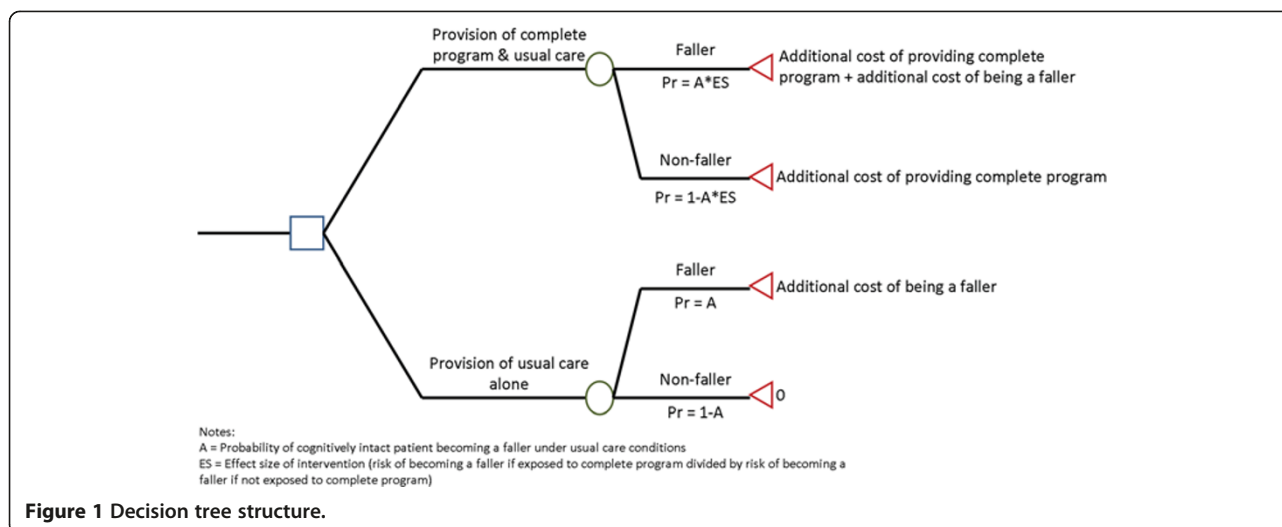 Provision of complete
program & usual care
Faller
Pr = A*ES
Additional cost of providing complete
program + additional cost of being a faller
Non-faller
Pr = 1-A*ES
Additional cost of providing complete program
Faller
Pr = A
Additional cost of being a faller
Provision of usual care
alone
Non-faller
Pr = 1-A
0
Notes:
A = Probability of cognitively intact patient becoming a faller under usual care conditions
ES = Effect size of intervention (risk of becoming a faller if exposed to complete program divided by risk of becoming a
faller if not exposed to complete program)
Figure 1 Decision tree structure.